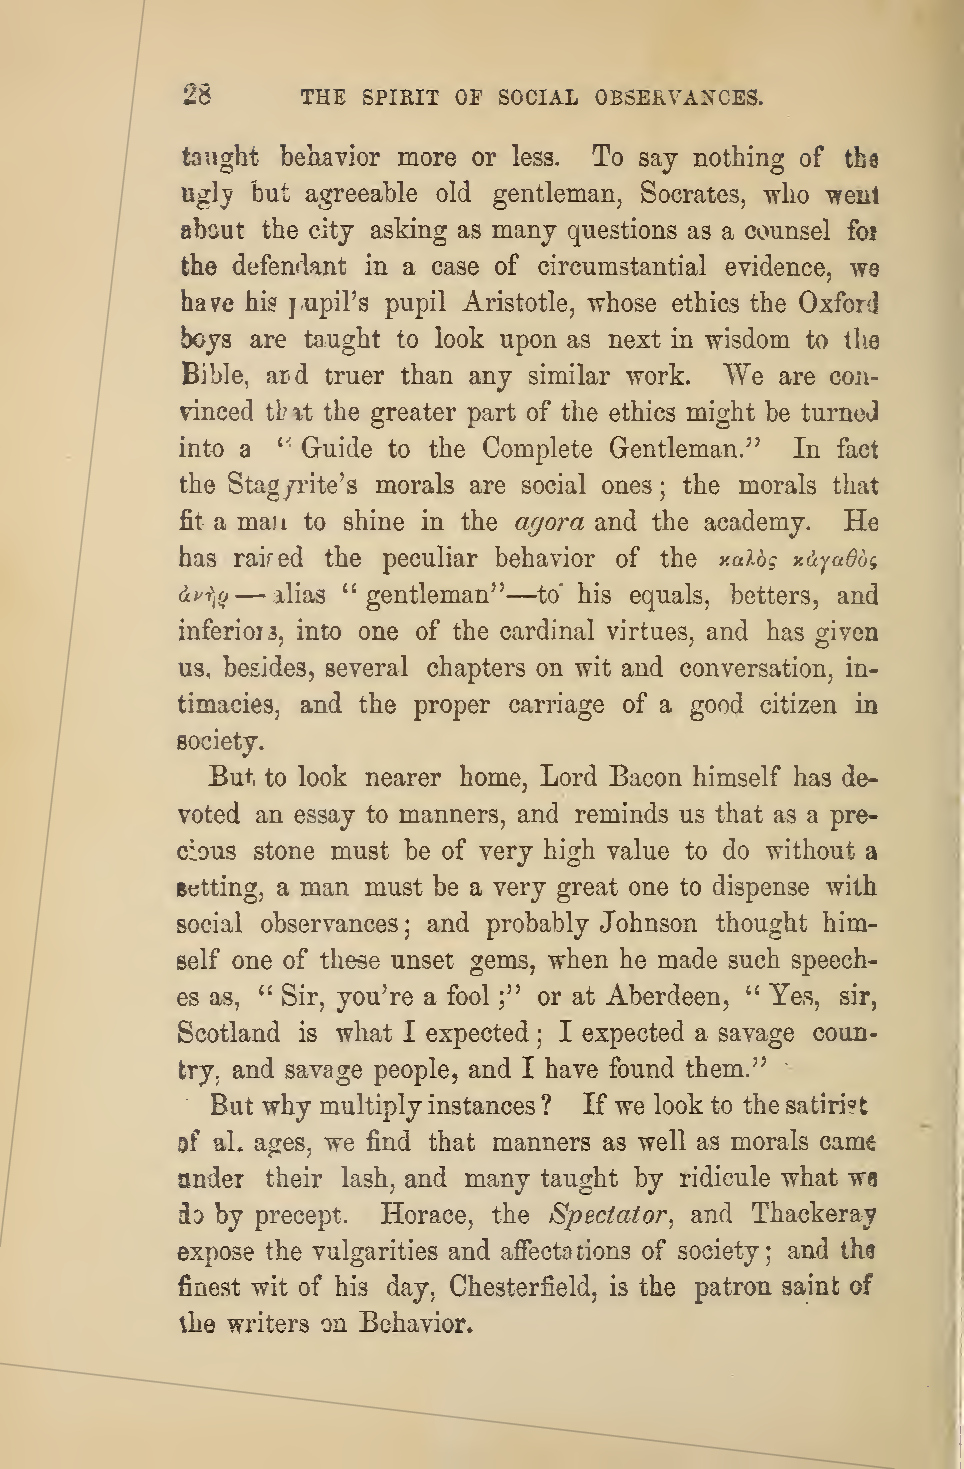 28 THE SPIRIT OF SOCIAL OBSERVANCES.
taught behavior more or less. To say nothing of the
ugly but agreeable old gentleman, Socrates, who went
about the city asking as many questions as a counsel for
the defendant in a case of circumstantial evidence, we
have his pupil's pupil Aristotle, whose ethics the Oxford
boys are taught to look upon as next in wisdom to the
Bible, and truer than any similar work. We are con-
vinced that the greater part of the ethics might be turned
into a “Guide to the Complete Gentleman.” In fact
the Stagyrite's morals are social ones; the morals that
fit a man to shine in the agora and the academy. He
has raised the peculiar behavior of the καλὸς κἀγαθὸς
ἀνὴρ — alias “gentleman”—to his equals, betters, and
inferiors, into one of the cardinal virtues, and has given
us, besides, several chapters on wit and conversation, in-
timacies, and the proper carriage of a good citizen in
society.
But to look nearer home, Lord Bacon himself has de-
voted an essay to manners, and reminds us that as a pre-
cious stone must be of very high value to do without a
setting, a man must be a very great one to dispense with
social observances; and probably Johnson thought him-
self one of these unset gems, when he made such speech-
es as, “Sir, you're a fool;” or at Aberdeen, “Yes, sir,
Scotland is what I expected; I expected a savage coun-
try, and savage people, and I have found them.”
But why multiply instances? If we look to the satirist
of al. ages, we find that manners as well as morals came
under their lash, and many taught by ridicule what we
do by precept. Horace, the Spectator, and Thackeray
expose the vulgarities and affectations of society; and the
finest wit of his day, Chesterfield, is the patron saint of
the writers on Behavior.